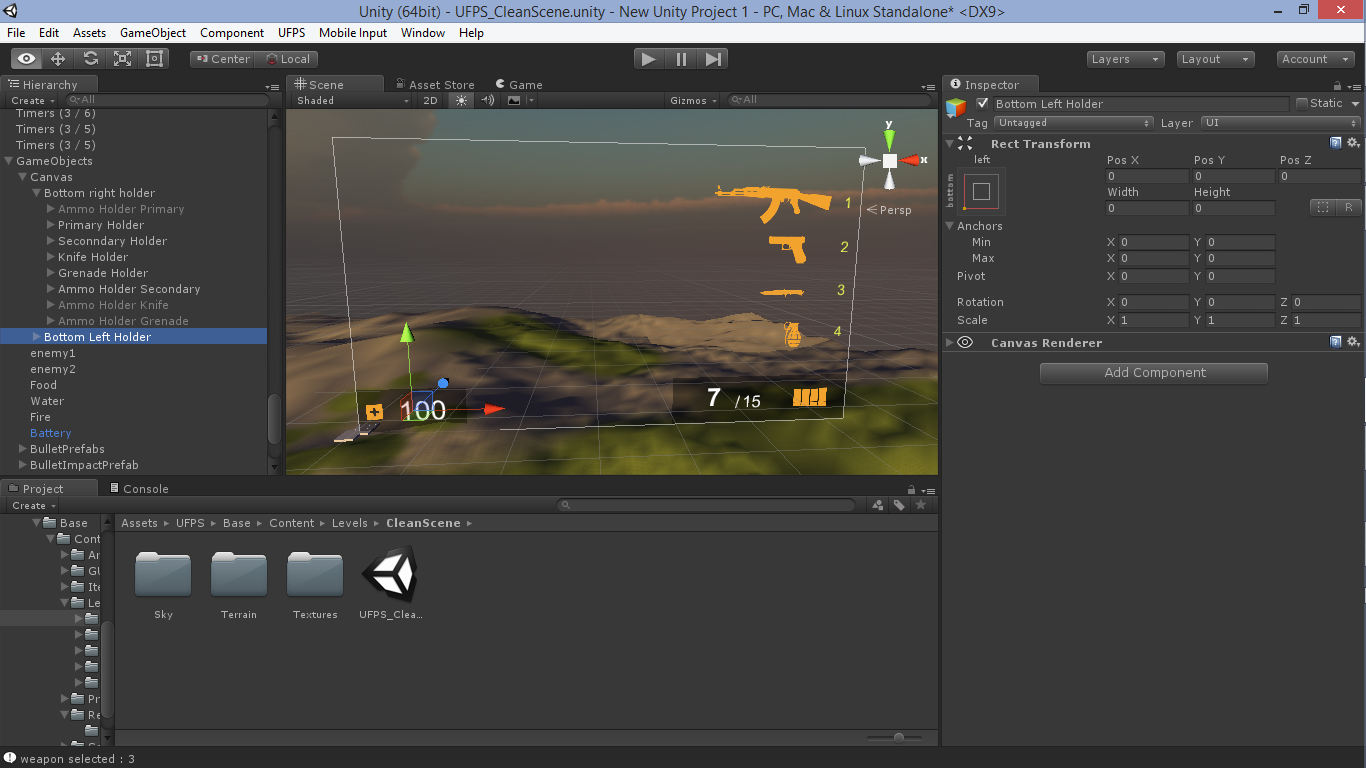 Unity (64bit) - UFPS_CleanScene.unity - New Unity Project 1 - PC, Mac & Linux Standalone* <DX9>
File Edit Assets GameObject Component UFPS Mobile Input Window Help
Center Local Layers Layout Account
Hierarchy
Create All
Timers (3 / 6)
Timers (3 / 5)
Timers (3 / 5)
GameObjects
Canvas
Bottom right holder
Ammo Holder Primary
Primary Holder
Seconndary Holder
Knife Holder
Grenade Holder
Ammo Holder Secondary
Ammo Holder Knife
Ammo Holder Grenade
Bottom Left Holder
enemy1
enemy2
Food
Water
Fire
Battery
BulletPrefabs
BulletImpactPrefab
Scene Asset Store Game
Shaded 2D Gizmos All
y
x
Persp
1
2
3
4
100
7 /15
Inspector
Bottom Left Holder Static
Tag Untagged Layer UI
Rect Transform
left Pos X Pos Y Pos Z
bottom 0 0 0
Width Height
0 0 R
Anchors
Min X 0 Y 0
Max X 0 Y 0
Pivot X 0 Y 0
Rotation X 0 Y 0 Z 0
Scale X 1 Y 1 Z 1
Canvas Renderer
Add Component
Project Console
Create
Base
Cont
Ar
GU
Ite
Le
Pr
Re
Assets UFPS Base Content Levels CleanScene
Sky Terrain Textures UFPS_Clea...
weapon selected : 3